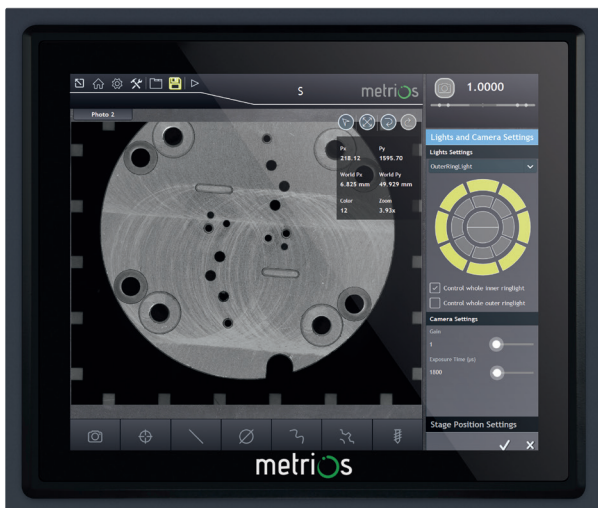 S
metrios
1.0000
Photo 2
Px
Py
218.12
1595.70
World Px
World Py
6.825 mm
49.929 mm
Color
Zoom
12
3.93x
Lights and Camera Settings
Lights Settings
OuterRingLight
Control whole inner ringlight
Control whole outer ringlight
Camera Settings
Gain
1
Exposure Time (µs)
1800
Stage Position Settings
metrios